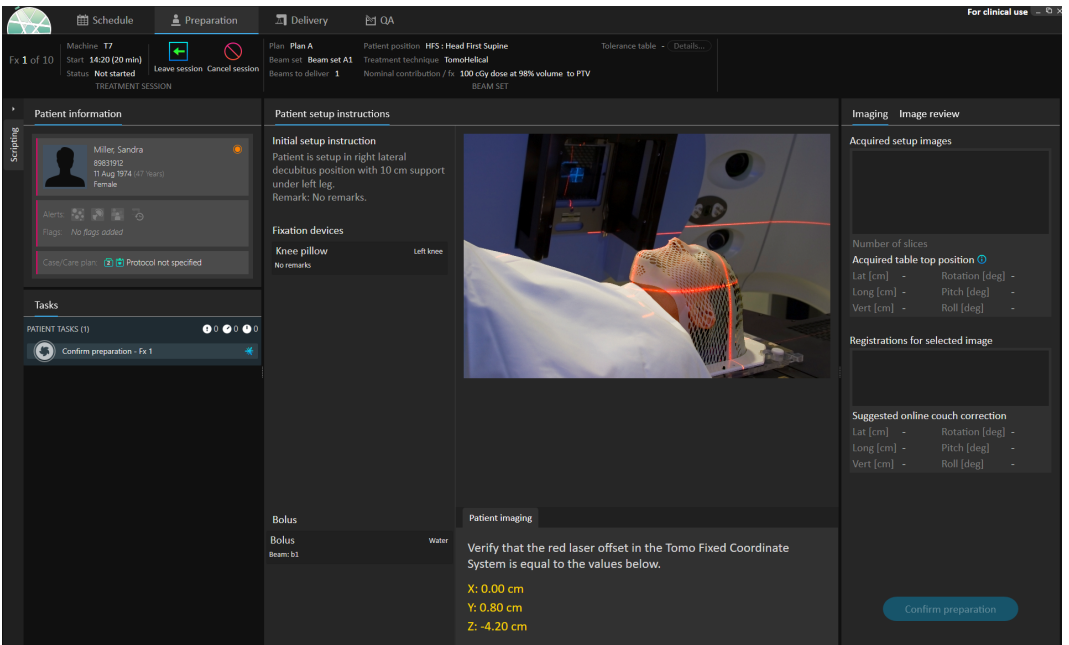 Schedule
Preparation
Delivery
QA
For clinical use
Fx 1 of 10
Machine T7
Start 14:20 (20 min)
Status Not started
Leave session
Cancel session
TREATMENT SESSION
Plan Plan A
Beam set Beam set A1
Beams to deliver 1
Patient position HFS : Head First Supine
Treatment technique TomoHelical
Nominal contribution / fx 100 cGy dose at 98% volume to PTV
Tolerance table - Details...
BEAM SET
Scripting
Patient information
Miller, Sandra
89831912
11 Aug 1974 (47 Years)
Female
Alerts:
Flags: No flags added
Case/Care plan: 2 Protocol not specified
Tasks
PATIENT TASKS (1) 0 0 0
Confirm preparation - Fx 1
Patient setup instructions
Initial setup instruction
Patient is setup in right lateral
decubitus position with 10 cm support
under left leg.
Remark: No remarks.
Fixation devices
Knee pillow Left knee
No remarks
Bolus
Bolus Water
Beam: b1
Patient imaging
Verify that the red laser offset in the Tomo Fixed Coordinate
System is equal to the values below.
X: 0.00 cm
Y: 0.80 cm
Z: -4.20 cm
Imaging Image review
Acquired setup images
Number of slices
Acquired table top position
Lat [cm] - Rotation [deg] -
Long [cm] - Pitch [deg] -
Vert [cm] - Roll [deg] -
Registrations for selected image
Suggested online couch correction
Lat [cm] - Rotation [deg] -
Long [cm] - Pitch [deg] -
Vert [cm] - Roll [deg] -
Confirm preparation